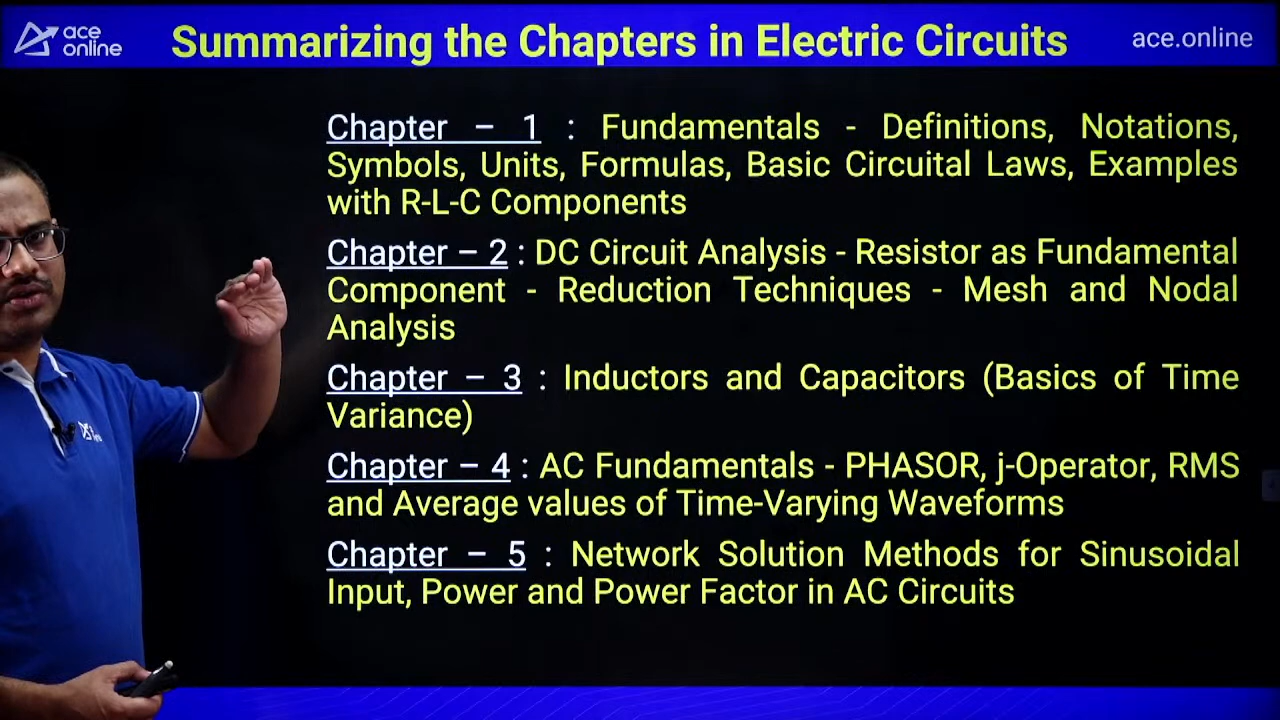 ace
online
Summarizing the Chapters in Electric Circuits
ace.online
Chapter – 1 : Fundamentals - Definitions, Notations,
Symbols, Units, Formulas, Basic Circuital Laws, Examples
with R-L-C Components
Chapter – 2 : DC Circuit Analysis - Resistor as Fundamental
Component - Reduction Techniques - Mesh and Nodal
Analysis
Chapter – 3 : Inductors and Capacitors (Basics of Time
Variance)
Chapter – 4 : AC Fundamentals - PHASOR, j-Operator, RMS
and Average values of Time-Varying Waveforms
Chapter – 5 : Network Solution Methods for Sinusoidal
Input, Power and Power Factor in AC Circuits